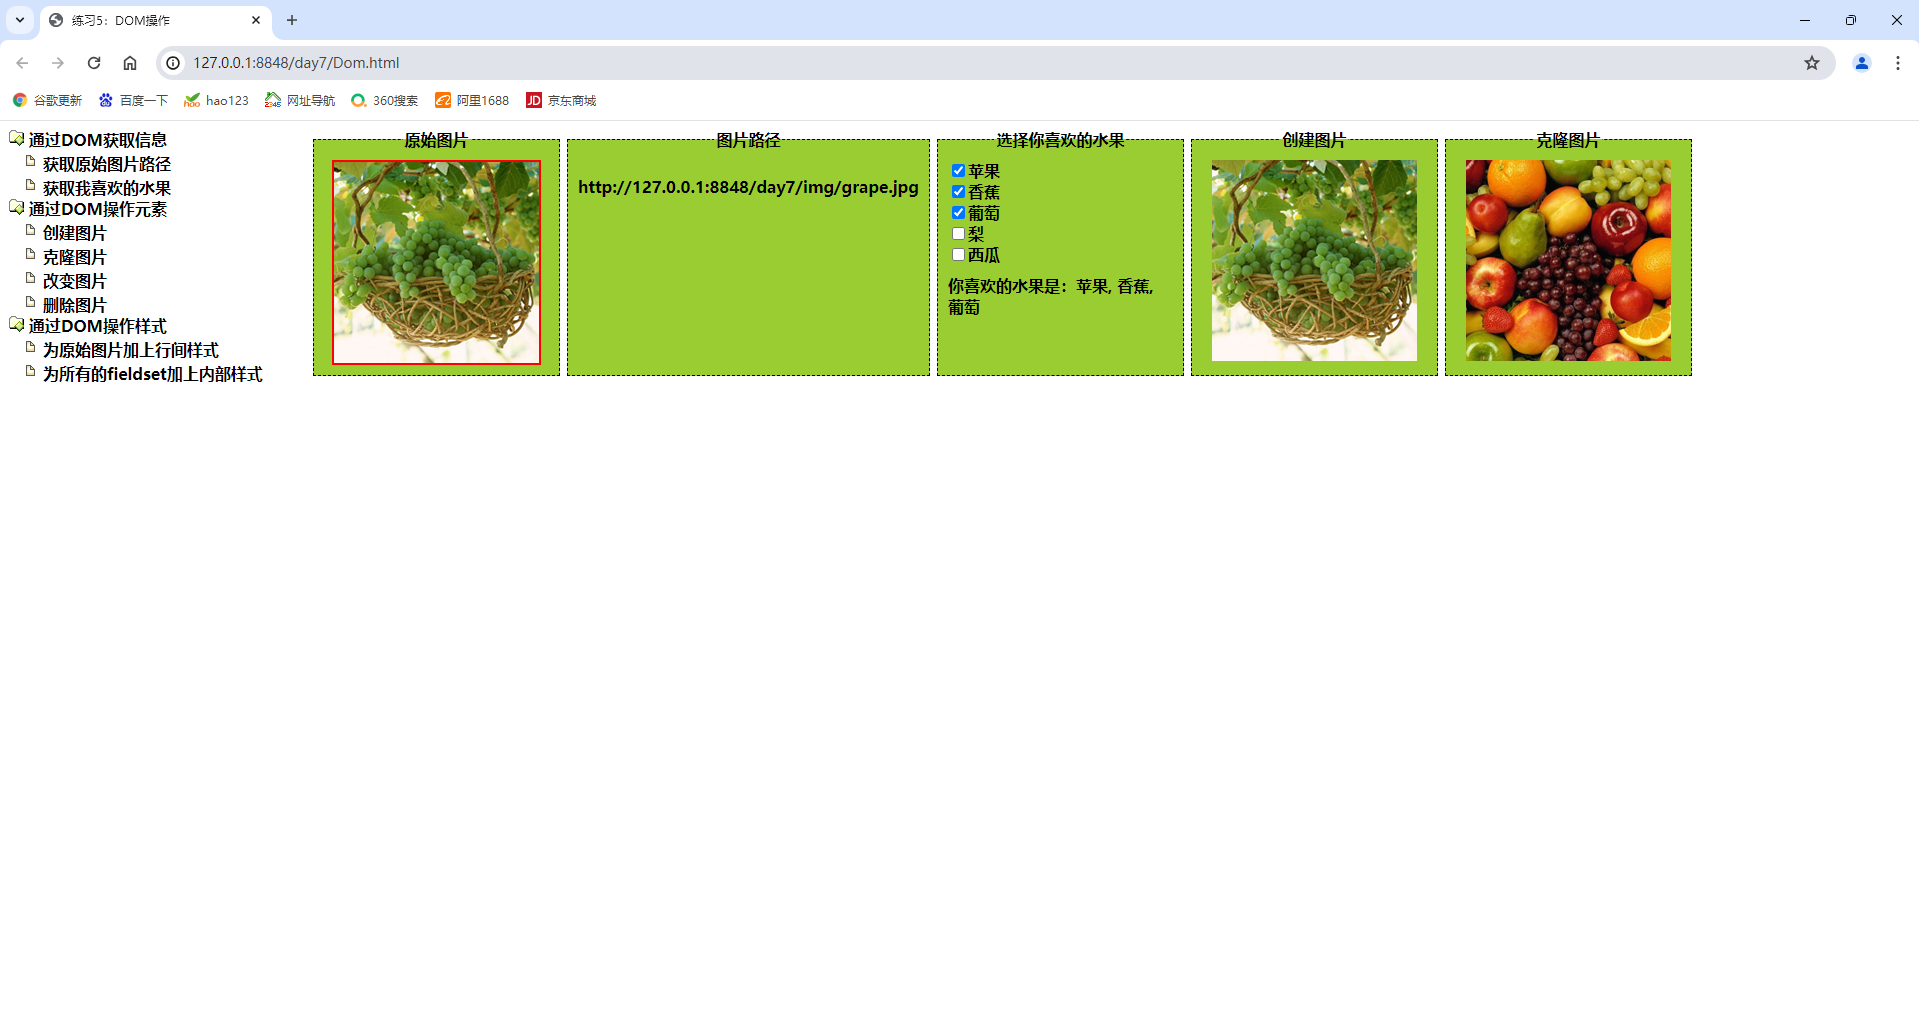 练习5：DOM操作
127.0.0.1:8848/day7/Dom.html
谷歌更新 百度一下 hao123 网址导航 360搜索 阿里1688 京东商城
通过DOM获取信息
获取原始图片路径
获取我喜欢的水果
通过DOM操作元素
创建图片
克隆图片
改变图片
删除图片
通过DOM操作样式
为原始图片加上行间样式
为所有的fieldset加上内部样式
原始图片
图片路径
http://127.0.0.1:8848/day7/img/grape.jpg
选择你喜欢的水果
苹果
香蕉
葡萄
梨
西瓜
你喜欢的水果是：苹果, 香蕉,
葡萄
创建图片
克隆图片